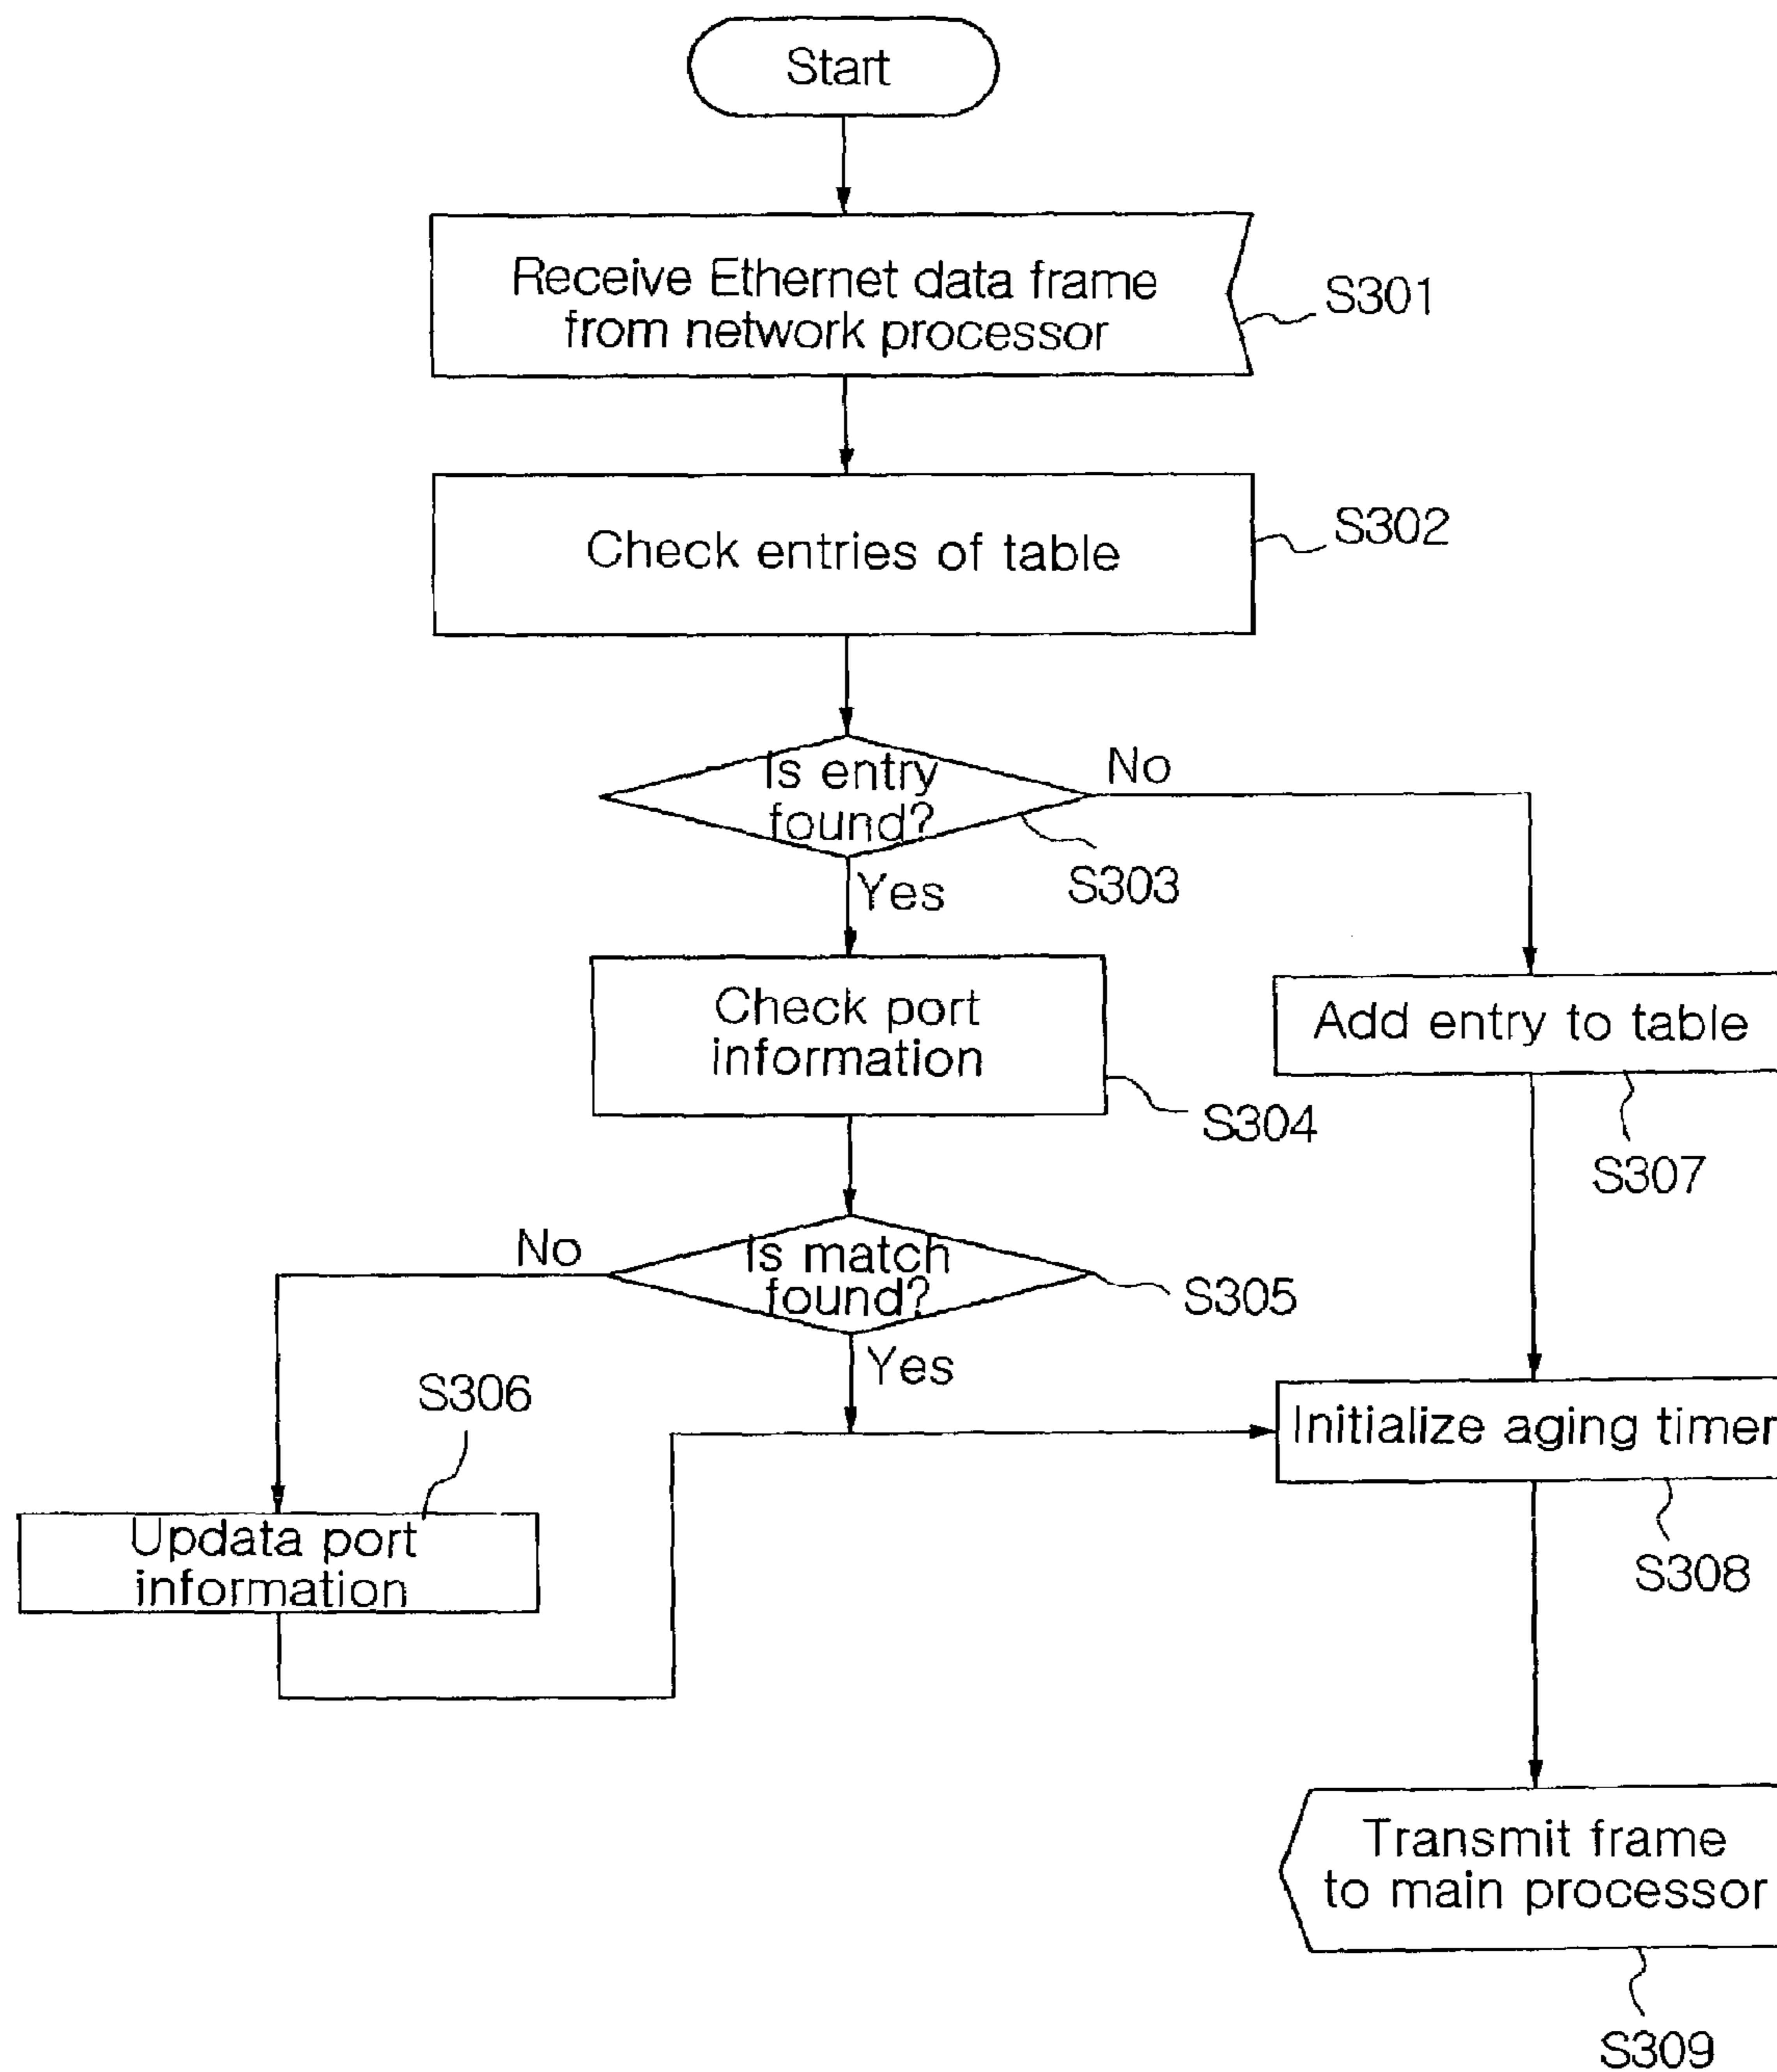 Start
Receive Ethernet data frame
from network processor
S301
Check entries of table
S302
Is entry
found?
No
S303
Yes
Check port
information
S304
Add entry to table
S307
Is match
found?
No
S305
Yes
S306
Updata port
information
Initialize aging timer
S308
Transmit frame
to main processor
S309